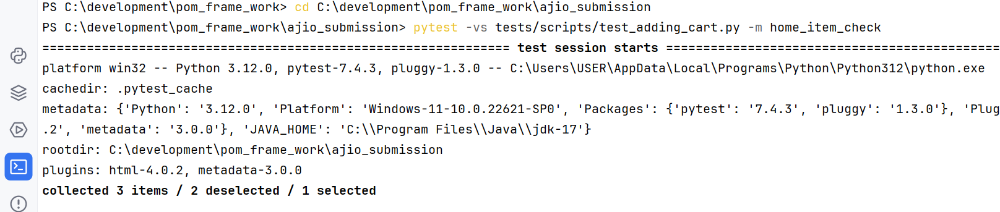 PS C:\development\pom_frame_work> cd C:\development\pom_frame_work\ajio_submission
PS C:\development\pom_frame_work\ajio_submission> pytest -vs tests/scripts/test_adding_cart.py -m home_item_check
=============================================================== test session starts =============================================
platform win32 -- Python 3.12.0, pytest-7.4.3, pluggy-1.3.0 -- C:\Users\USER\AppData\Local\Programs\Python\Python312\python.exe
cachedir: .pytest_cache
metadata: {'Python': '3.12.0', 'Platform': 'Windows-11-10.0.22621-SP0', 'Packages': {'pytest': '7.4.3', 'pluggy': '1.3.0'}, 'Plug
.2', 'metadata': '3.0.0'}, 'JAVA_HOME': 'C:\\Program Files\\Java\\jdk-17'}
rootdir: C:\development\pom_frame_work\ajio_submission
plugins: html-4.0.2, metadata-3.0.0
collected 3 items / 2 deselected / 1 selected